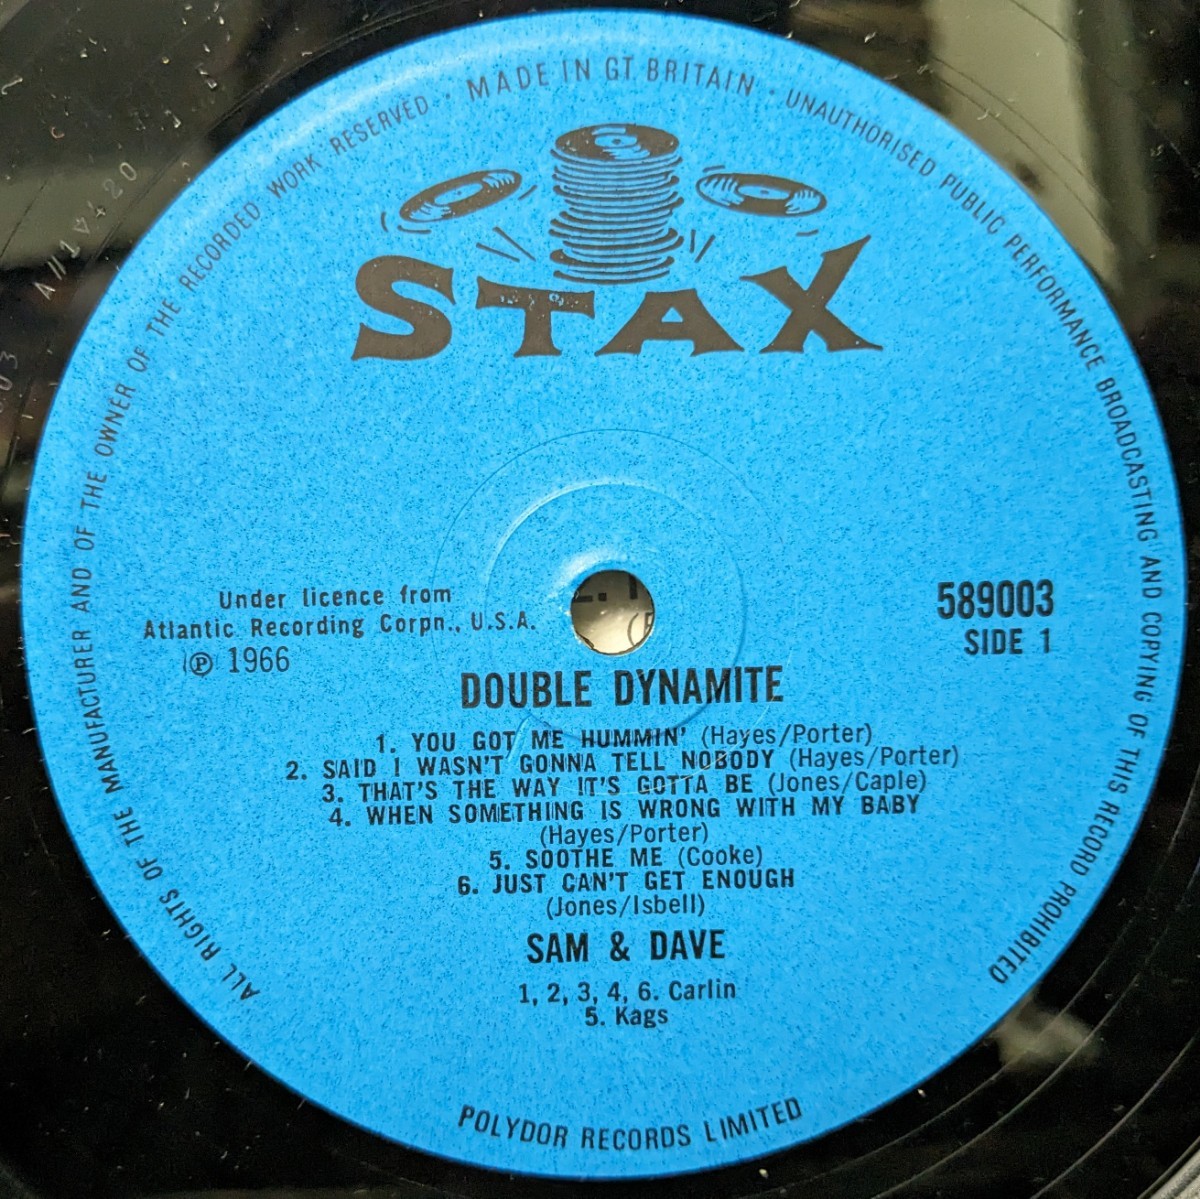 ALL RIGHTS OF THE MANUFACTURER AND OF THE OWNER OF THE RECORDED WORK RESERVED · MADE IN GT. BRITAIN · UNAUTHORISED PUBLIC PERFORMANCE BROADCASTING AND COPYING OF THIS RECORD PROHIBITED
STAX
Under licence from
Atlantic Recording Corpn., U.S.A.
℗ 1966
589003
SIDE 1
DOUBLE DYNAMITE
1. YOU GOT ME HUMMIN' (Hayes/Porter)
2. SAID I WASN'T GONNA TELL NOBODY (Hayes/Porter)
3. THAT'S THE WAY IT'S GOTTA BE (Jones/Caple)
4. WHEN SOMETHING IS WRONG WITH MY BABY
(Hayes/Porter)
5. SOOTHE ME (Cooke)
6. JUST CAN'T GET ENOUGH
(Jones/Isbell)
SAM & DAVE
1, 2, 3, 4, 6. Carlin
5. Kags
POLYDOR RECORDS LIMITED